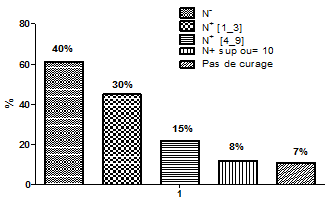 N-
N+ [1_3]
N+ [4_9]
N+ sup ou= 10
Pas de curage
80
60
40
20
0
%
40%
30%
15%
8%
7%
1